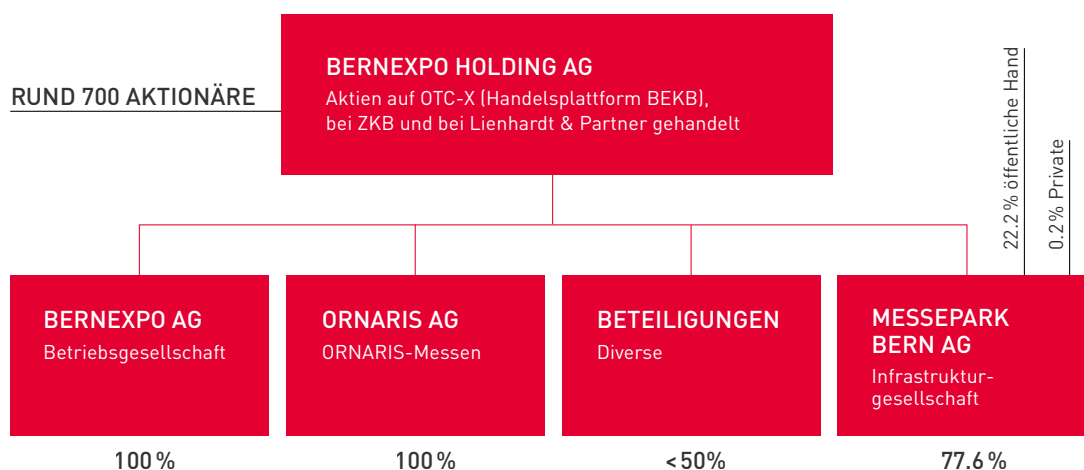 RUND 700 AKTIONÄRE
BERNEXPO HOLDING AG
Aktien auf OTC-X (Handelsplattform BEKB),
bei ZKB und bei Lienhardt & Partner gehandelt
22.2 % öffentliche Hand
0.2 % Private
BERNEXPO AG
Betriebsgesellschaft
100 %
ORNARIS AG
ORNARIS-Messen
100 %
BETEILIGUNGEN
Diverse
<50%
MESSEPARK
BERN AG
Infrastruktur-
gesellschaft
77.6 %